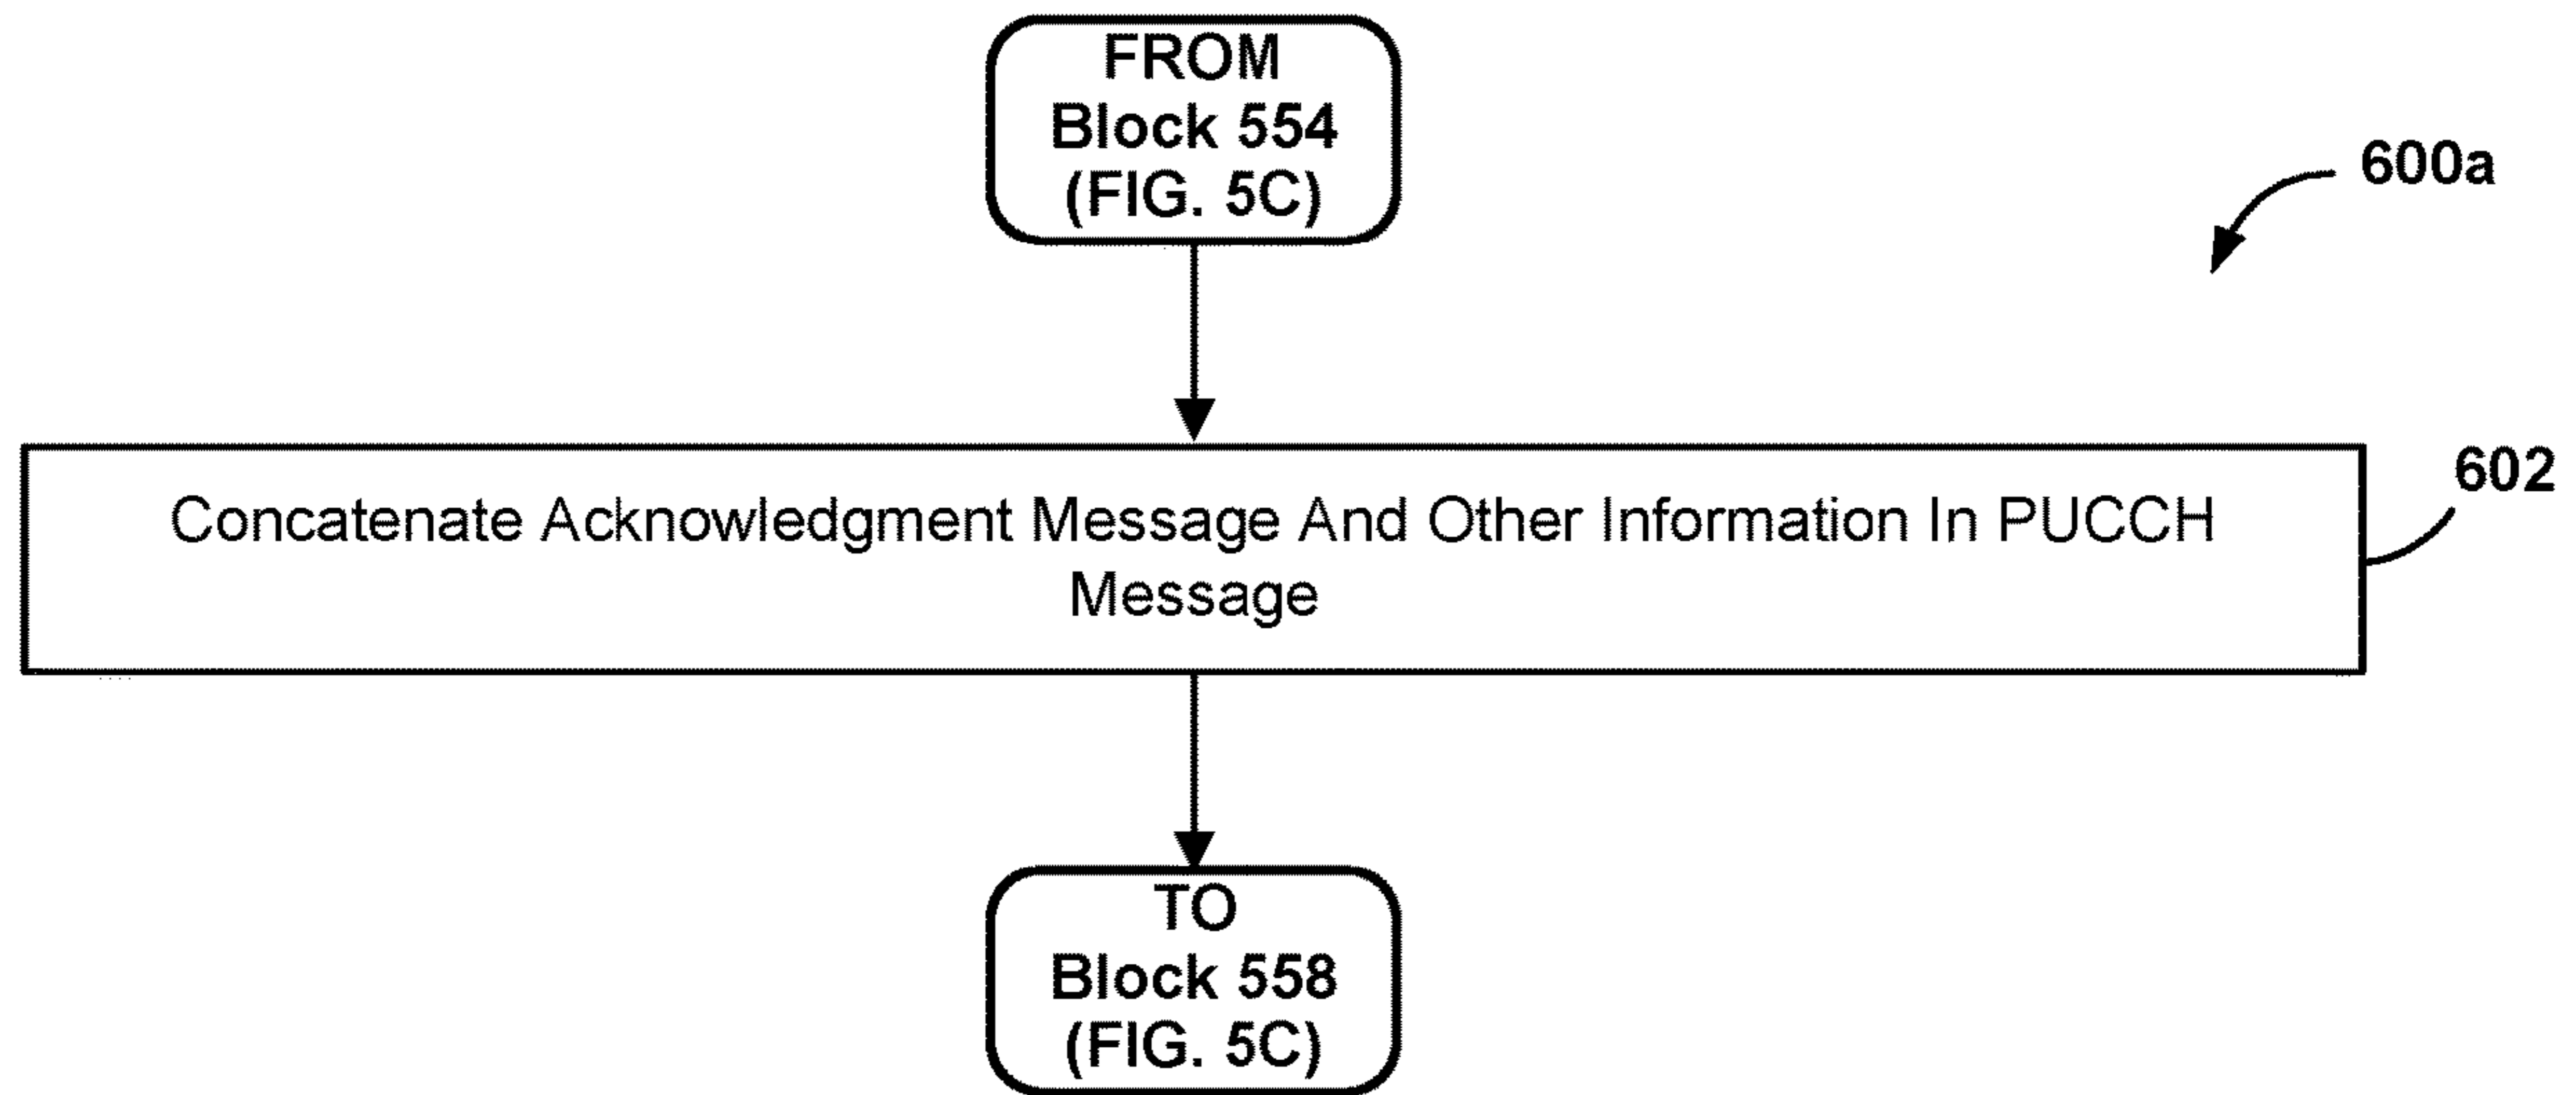 FROM
Block 554
(FIG. 5C)
600a
Concatenate Acknowledgment Message And Other Information In PUCCH
Message
602
TO
Block 558
(FIG. 5C)